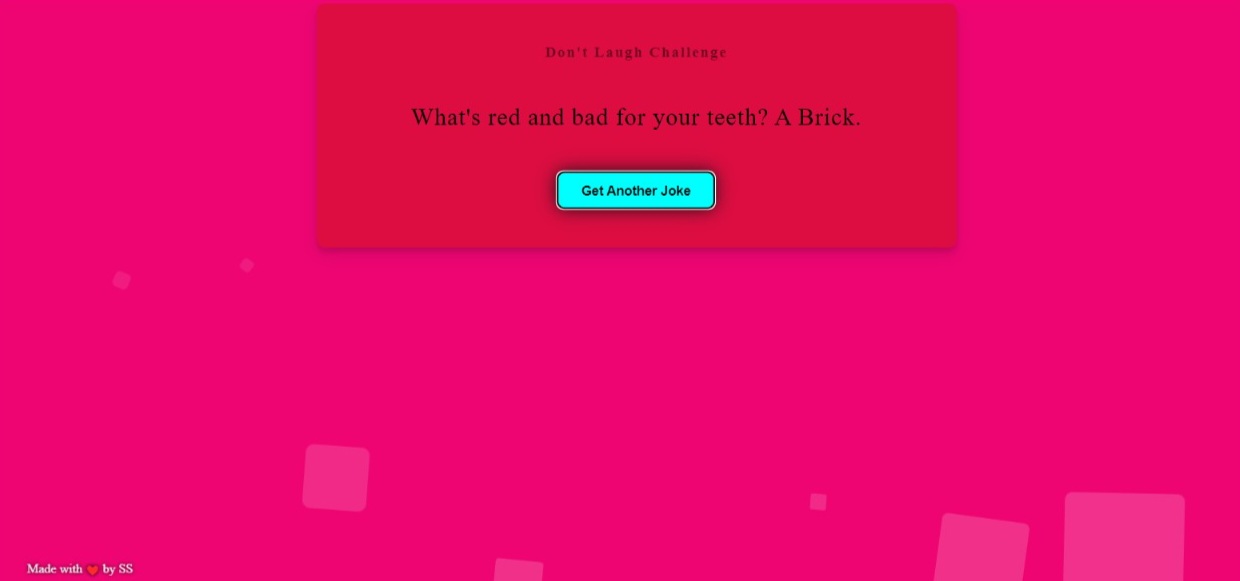 Don't Laugh Challenge
What's red and bad for your teeth? A Brick.
Get Another Joke
Made with ❤️ by SS